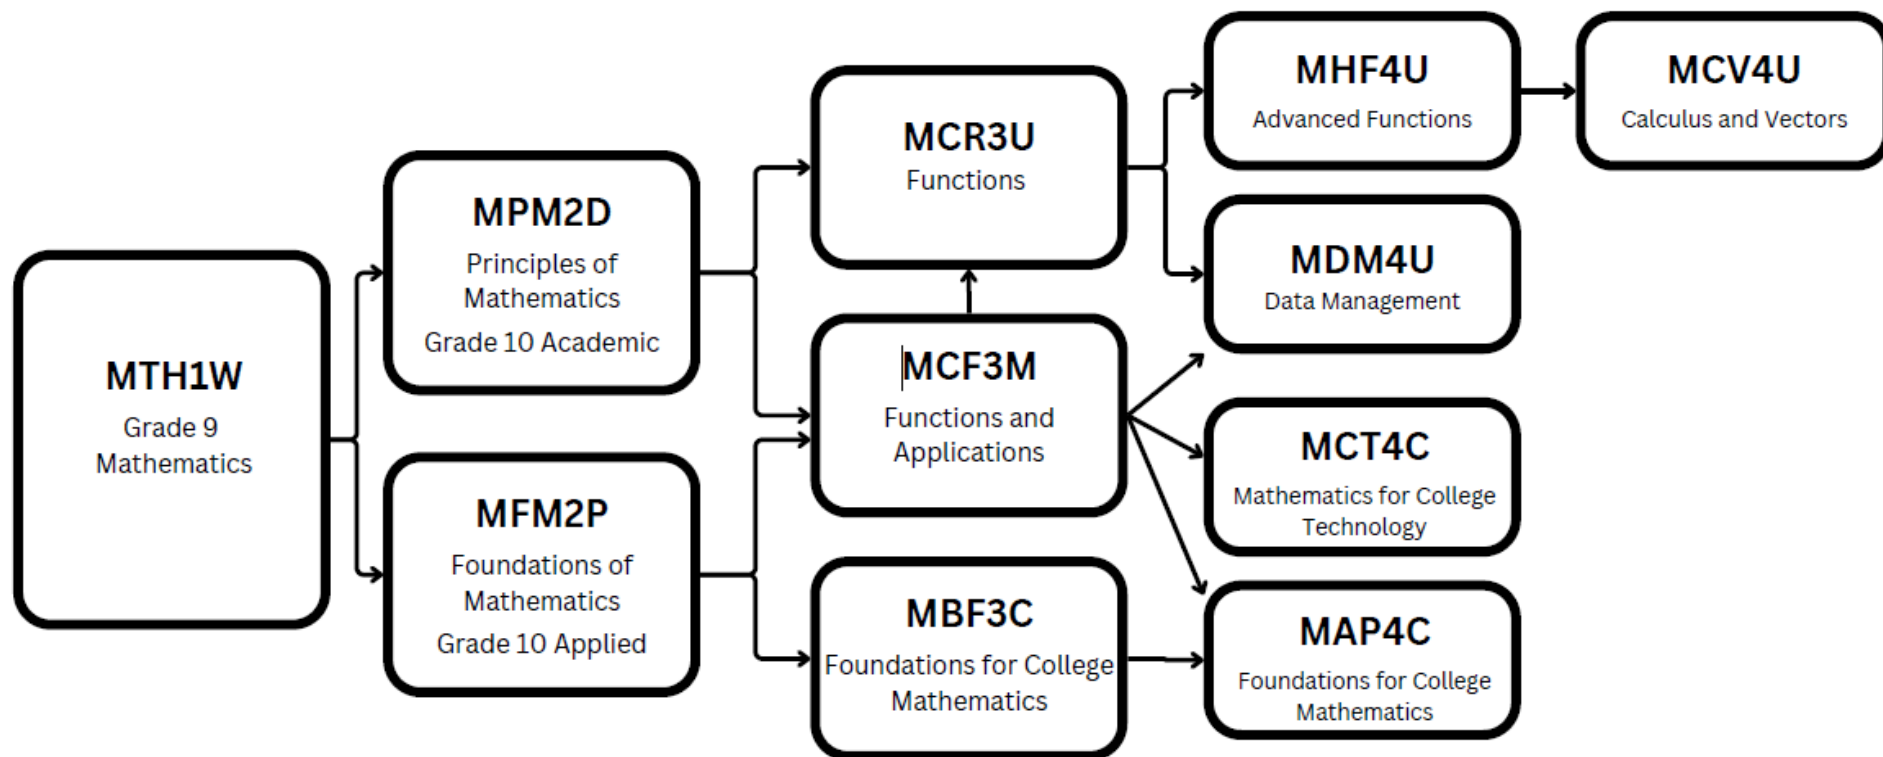 MTH1W
Grade 9
Mathematics
MPM2D
Principles of
Mathematics
Grade 10 Academic
MFM2P
Foundations of
Mathematics
Grade 10 Applied
MCR3U
Functions
MCF3M
Functions and
Applications
MBF3C
Foundations for College
Mathematics
MHF4U
Advanced Functions
MDM4U
Data Management
MCT4C
Mathematics for College
Technology
MAP4C
Foundations for College
Mathematics
MCV4U
Calculus and Vectors